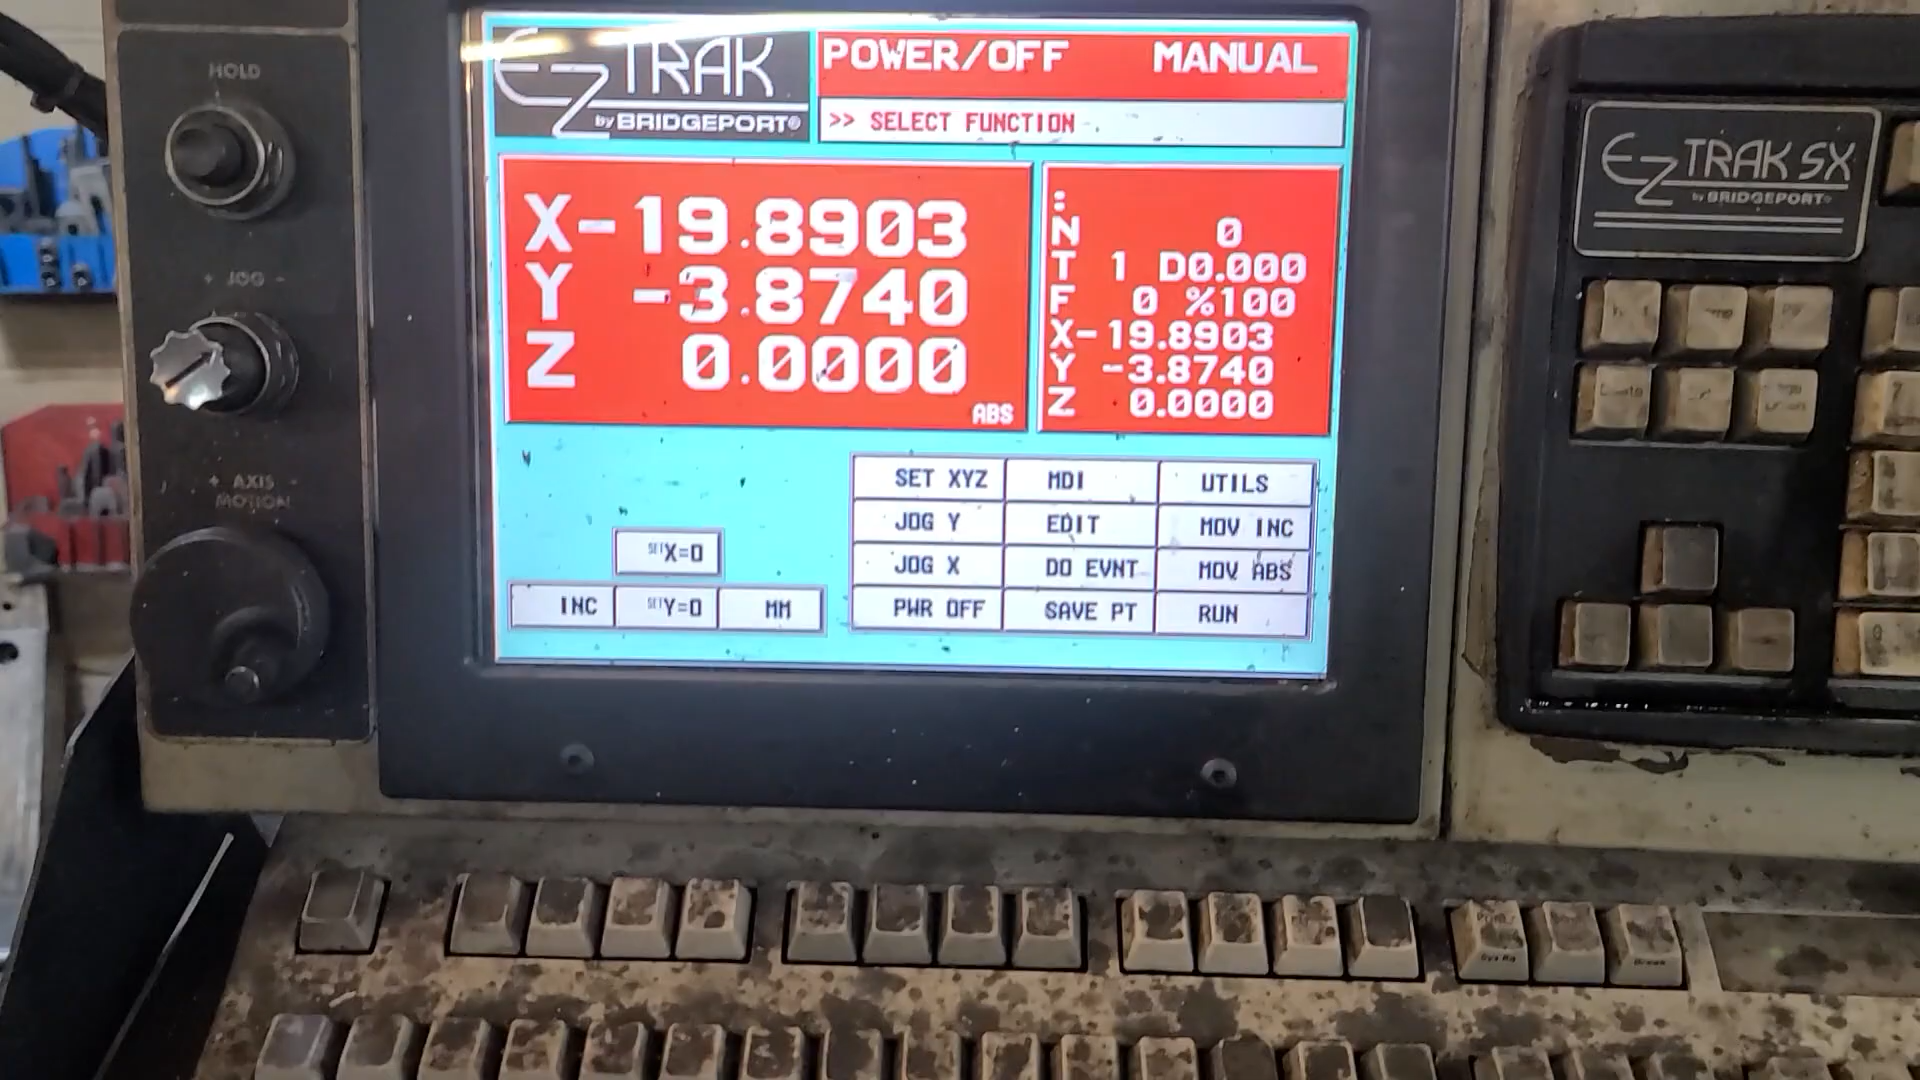 HOLD
+ JOG -
+ AXIS -
MOTION
EZ TRAK
by BRIDGEPORT®
POWER/OFF MANUAL
>> SELECT FUNCTION
X-19.8903
Y -3.8740
Z 0.0000
ABS
:
N 0
T 1 D0.000
F 0 %100
X-19.8903
Y -3.8740
Z 0.0000
SET X=0
INC SET Y=0 MM
SET XYZ MDI UTILS
JOG Y EDIT MOV INC
JOG X DO EVNT MOV ABS
PWR OFF SAVE PT RUN
EZ TRAK SX
by BRIDGEPORT®